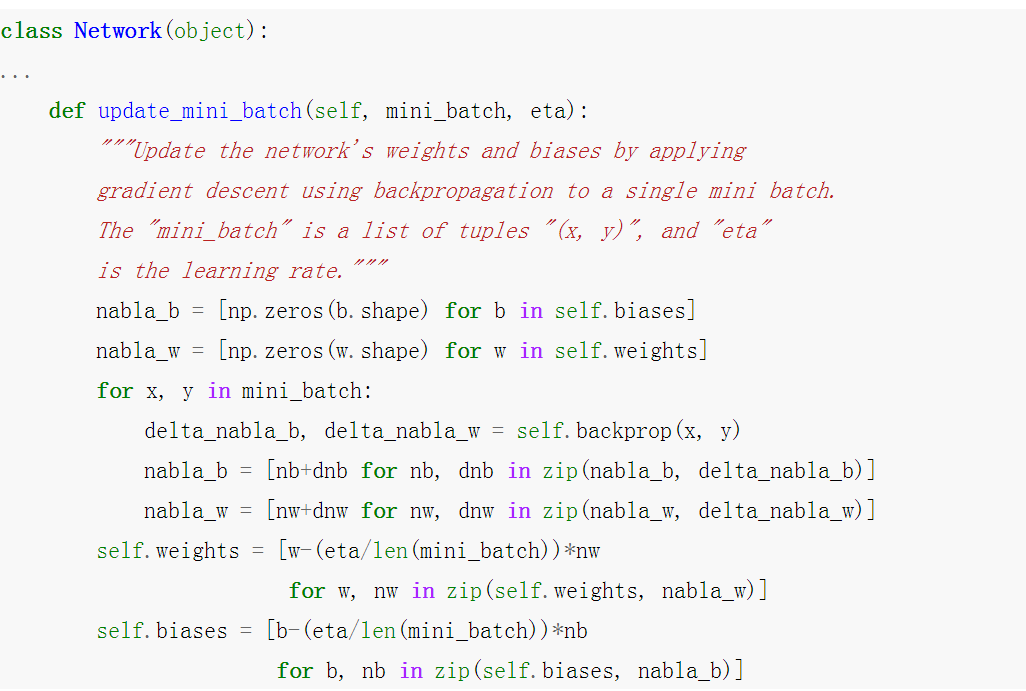 class Network(object):
...
    def update_mini_batch(self, mini_batch, eta):
        """Update the network's weights and biases by applying
        gradient descent using backpropagation to a single mini batch.
        The "mini_batch" is a list of tuples "(x, y)", and "eta"
        is the learning rate."""
        nabla_b = [np.zeros(b.shape) for b in self.biases]
        nabla_w = [np.zeros(w.shape) for w in self.weights]
        for x, y in mini_batch:
            delta_nabla_b, delta_nabla_w = self.backprop(x, y)
            nabla_b = [nb+dnb for nb, dnb in zip(nabla_b, delta_nabla_b)]
            nabla_w = [nw+dnw for nw, dnw in zip(nabla_w, delta_nabla_w)]
        self.weights = [w-(eta/len(mini_batch))*nw
                        for w, nw in zip(self.weights, nabla_w)]
        self.biases = [b-(eta/len(mini_batch))*nb
                       for b, nb in zip(self.biases, nabla_b)]